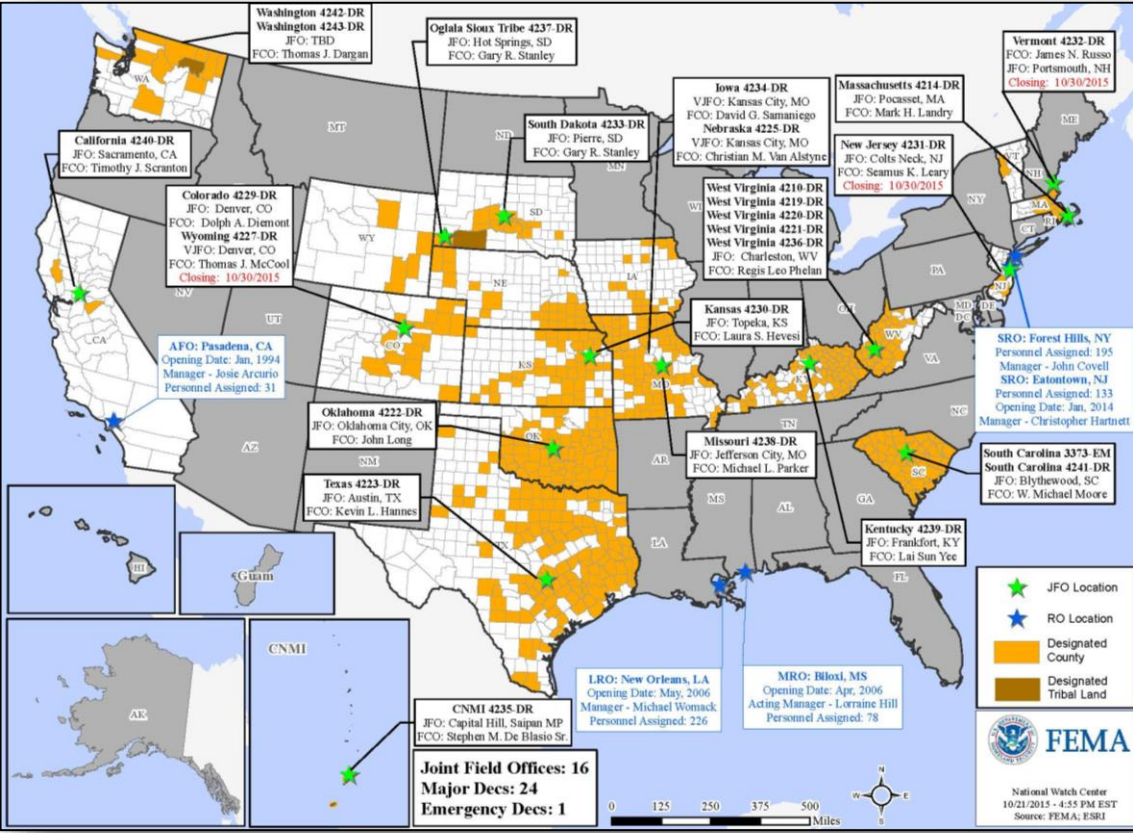 Washington 4242-DR
Washington 4243-DR
JFO: TBD
FCO: Thomas J. Dargan
Oglala Sioux Tribe 4237-DR
JFO: Hot Springs, SD
FCO: Gary R. Stanley
Vermont 4232-DR
FCO: James N. Russo
JFO: Portsmouth, NH
Closing: 10/30/2015
Massachusetts 4214-DR
JFO: Pocasset, MA
FCO: Mark H. Landry
Iowa 4234-DR
VJFO: Kansas City, MO
FCO: David G. Samaniego
Nebraska 4225-DR
VJFO: Kansas City, MO
FCO: Christian M. Van Alstyne
South Dakota 4233-DR
JFO: Pierre, SD
FCO: Gary R. Stanley
California 4240-DR
JFO: Sacramento, CA
FCO: Timothy J. Scranton
New Jersey 4231-DR
JFO: Colts Neck, NJ
FCO: Seamus K. Leary
Closing: 10/30/2015
Colorado 4229-DR
JFO: Denver, CO
FCO: Dolph A. Diemont
Wyoming 4227-DR
VJFO: Denver, CO
FCO: Thomas J. McCool
Closing: 10/30/2015
West Virginia 4210-DR
West Virginia 4219-DR
West Virginia 4220-DR
West Virginia 4221-DR
West Virginia 4236-DR
JFO: Charleston, WV
FCO: Regis Leo Phelan
Kansas 4230-DR
JFO: Topeka, KS
FCO: Laura S. Hevesi
AFO: Pasadena, CA
Opening Date: Jan, 1994
Manager - Josie Arcurio
Personnel Assigned: 31
SRO: Forest Hills, NY
Personnel Assigned: 195
Manager - John Covell
SRO: Eatontown, NJ
Personnel Assigned: 133
Opening Date: Jan, 2014
Manager - Christopher Hartnett
Oklahoma 4222-DR
JFO: Oklahoma City, OK
FCO: John Long
Missouri 4238-DR
JFO: Jefferson City, MO
FCO: Michael L. Parker
South Carolina 3373-EM
South Carolina 4241-DR
JFO: Blythewood, SC
FCO: W. Michael Moore
Texas 4223-DR
JFO: Austin, TX
FCO: Kevin L. Hannes
Kentucky 4239-DR
JFO: Frankfort, KY
FCO: Lai Sun Yee
LRO: New Orleans, LA
Opening Date: May, 2006
Manager - Michael Womack
Personnel Assigned: 226
MRO: Biloxi, MS
Opening Date: Apr, 2006
Acting Manager - Lorraine Hill
Personnel Assigned: 78
CNMI 4235-DR
JFO: Capital Hill, Saipan MP
FCO: Stephen M. De Blasio Sr.
Joint Field Offices: 16
Major Decs: 24
Emergency Decs: 1
WA
MT
ND
MN
WI
ME
VT
NH
NY
MA
CT
RI
SD
WY
IA
NE
PA
NJ
OH
MD
DE
DC
NV
UT
CO
CA
KS
MO
KY
WV
VA
AZ
NM
OK
AR
TN
NC
SC
TX
LA
MS
AL
GA
FL
HI
Guam
AK
CNMI
JFO Location
RO Location
Designated
County
Designated
Tribal Land
FEMA
National Watch Center
10/21/2015 - 4:55 PM EST
Source: FEMA; ESRI
N
W
E
S
0 125 250 375 500
Miles